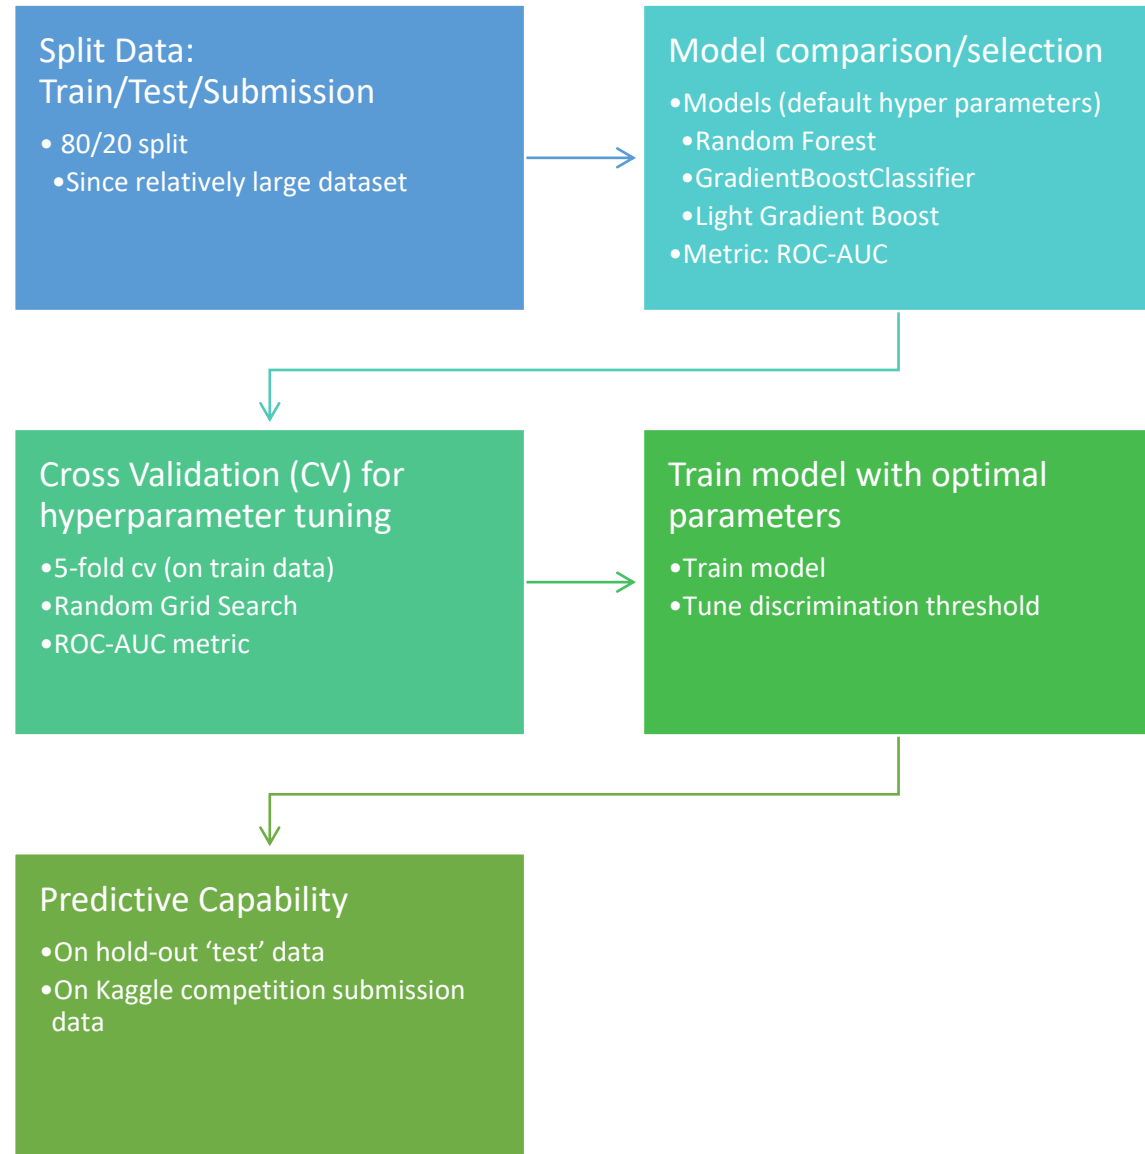 Split Data:
Train/Test/Submission
• 80/20 split
•Since relatively large dataset
Model comparison/selection
•Models (default hyper parameters)
•Random Forest
•GradientBoostClassifier
•Light Gradient Boost
•Metric: ROC-AUC
Cross Validation (CV) for
hyperparameter tuning
•5-fold cv (on train data)
•Random Grid Search
•ROC-AUC metric
Train model with optimal
parameters
•Train model
•Tune discrimination threshold
Predictive Capability
•On hold-out ‘test’ data
•On Kaggle competition submission
data